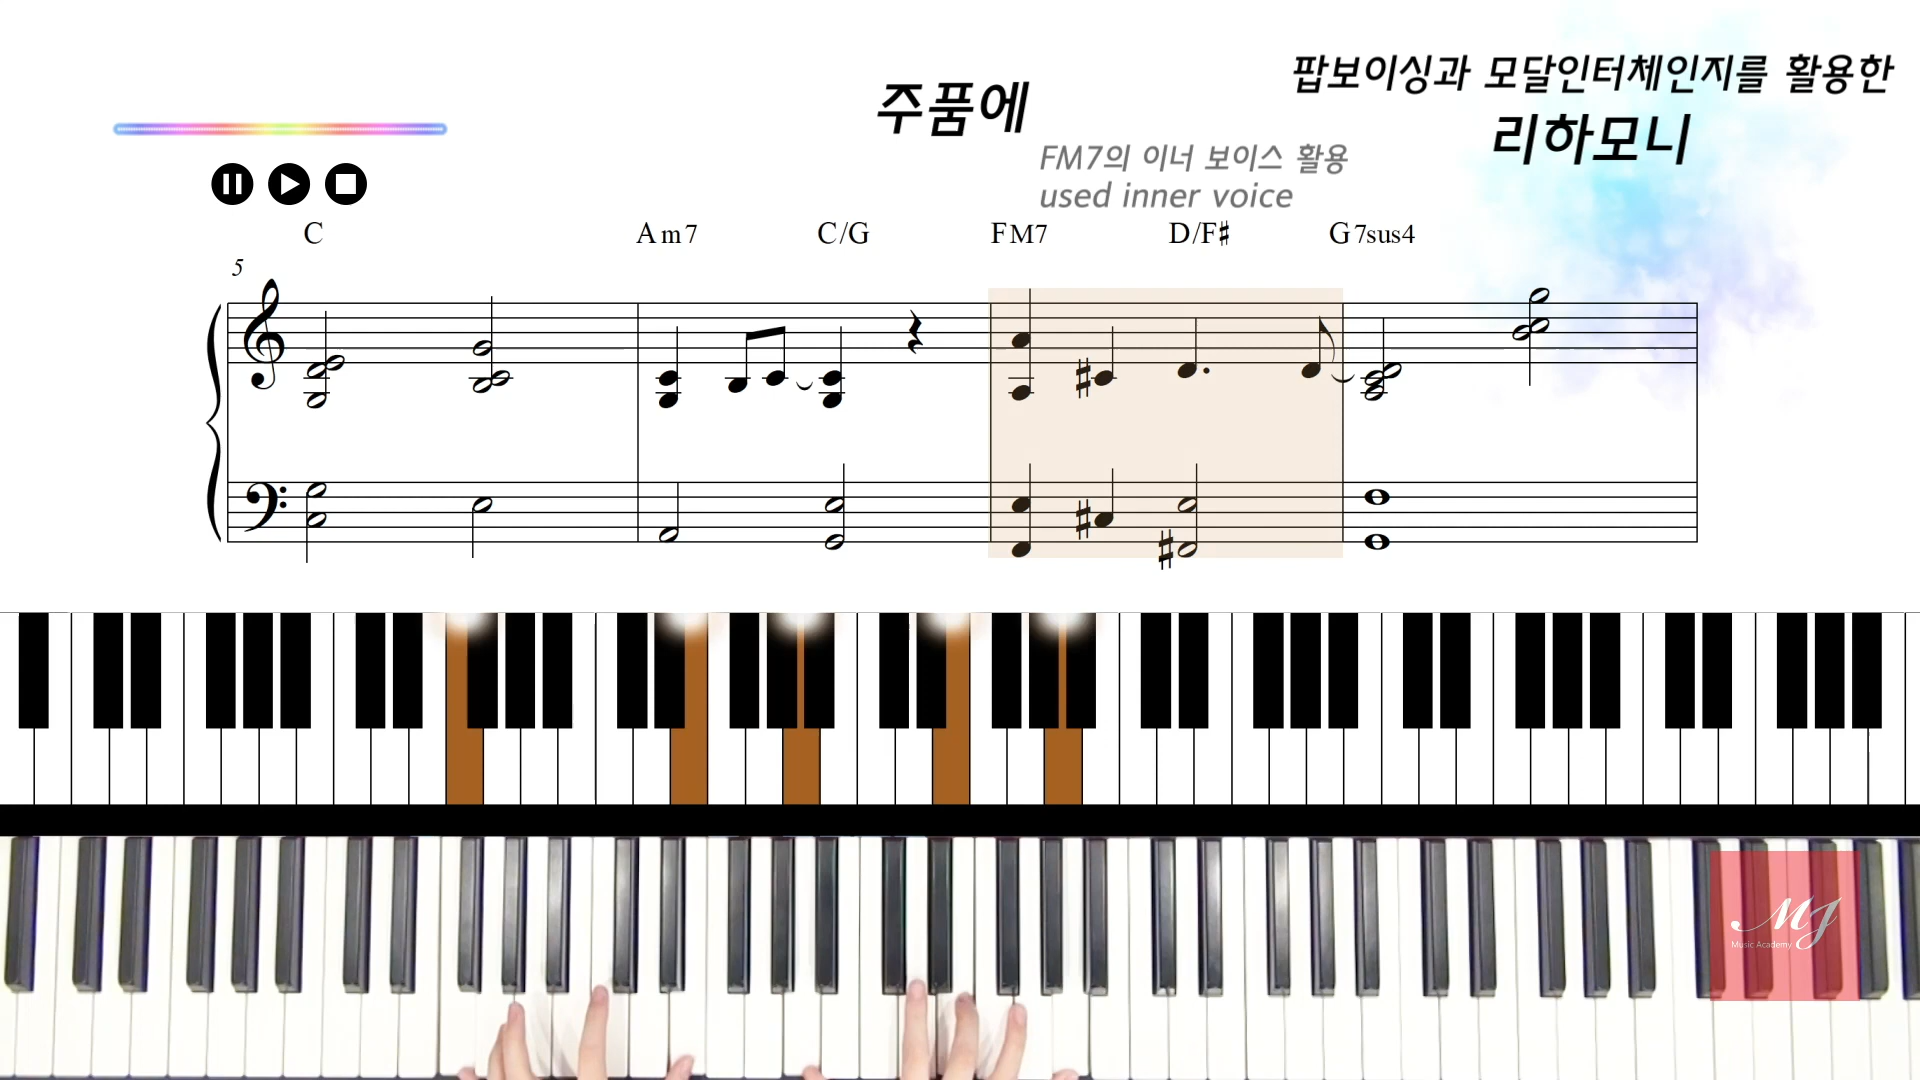 주품에
팝보이싱과 모달인터체인지를 활용한
리하모니
FM7의 이너 보이스 활용
used inner voice
C Am7 C/G FM7 D/F♯ G7sus4
5
MJ
Music Academy